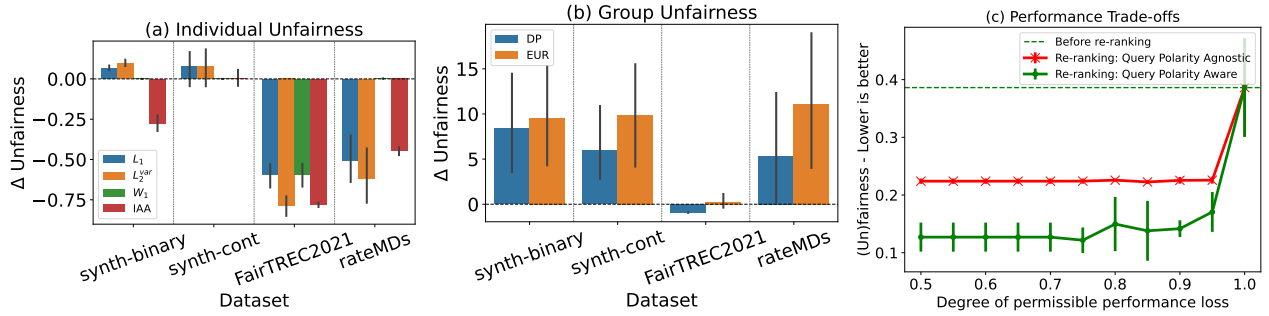 (a) Individual Unfairness
Δ Unfairness
0.00
−0.25
−0.50
−0.75
L₁
L₂ᵛᵃʳ
W₁
IAA
synth-binary
synth-cont
FairTREC2021
rateMDs
Dataset
(b) Group Unfairness
Δ Unfairness
15
10
5
0
DP
EUR
synth-binary
synth-cont
FairTREC2021
rateMDs
Dataset
(c) Performance Trade-offs
(Un)fairness - Lower is better
0.4
0.3
0.2
0.1
Before re-ranking
Re-ranking: Query Polarity Agnostic
Re-ranking: Query Polarity Aware
0.5 0.6 0.7 0.8 0.9 1.0
Degree of permissible performance loss